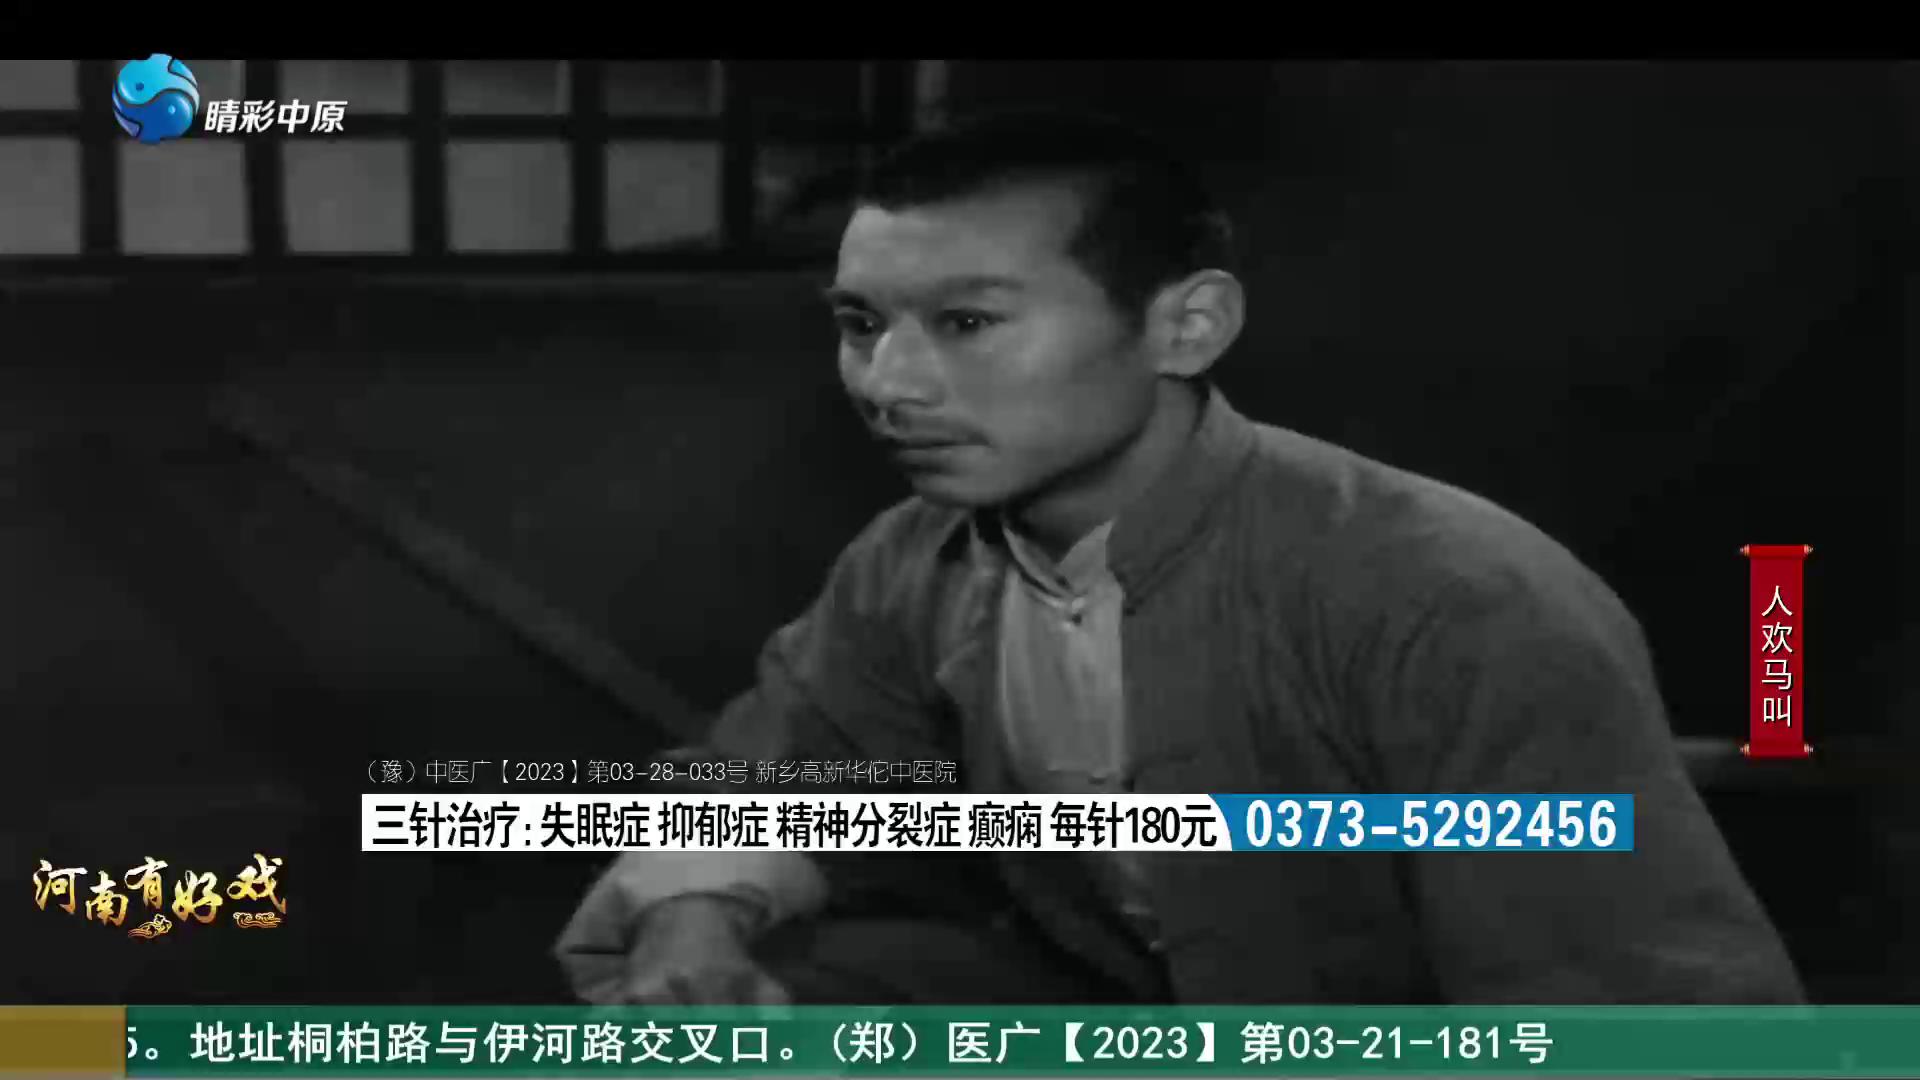 睛彩中原
人欢马叫
（豫）中医广【2023】第03-28-033号 新乡高新华佗中医院
三针治疗：失眠症 抑郁症 精神分裂症 癫痫 每针180元 0373-5292456
河南有好戏
5。地址桐柏路与伊河路交叉口。（郑）医广【2023】第03-21-181号